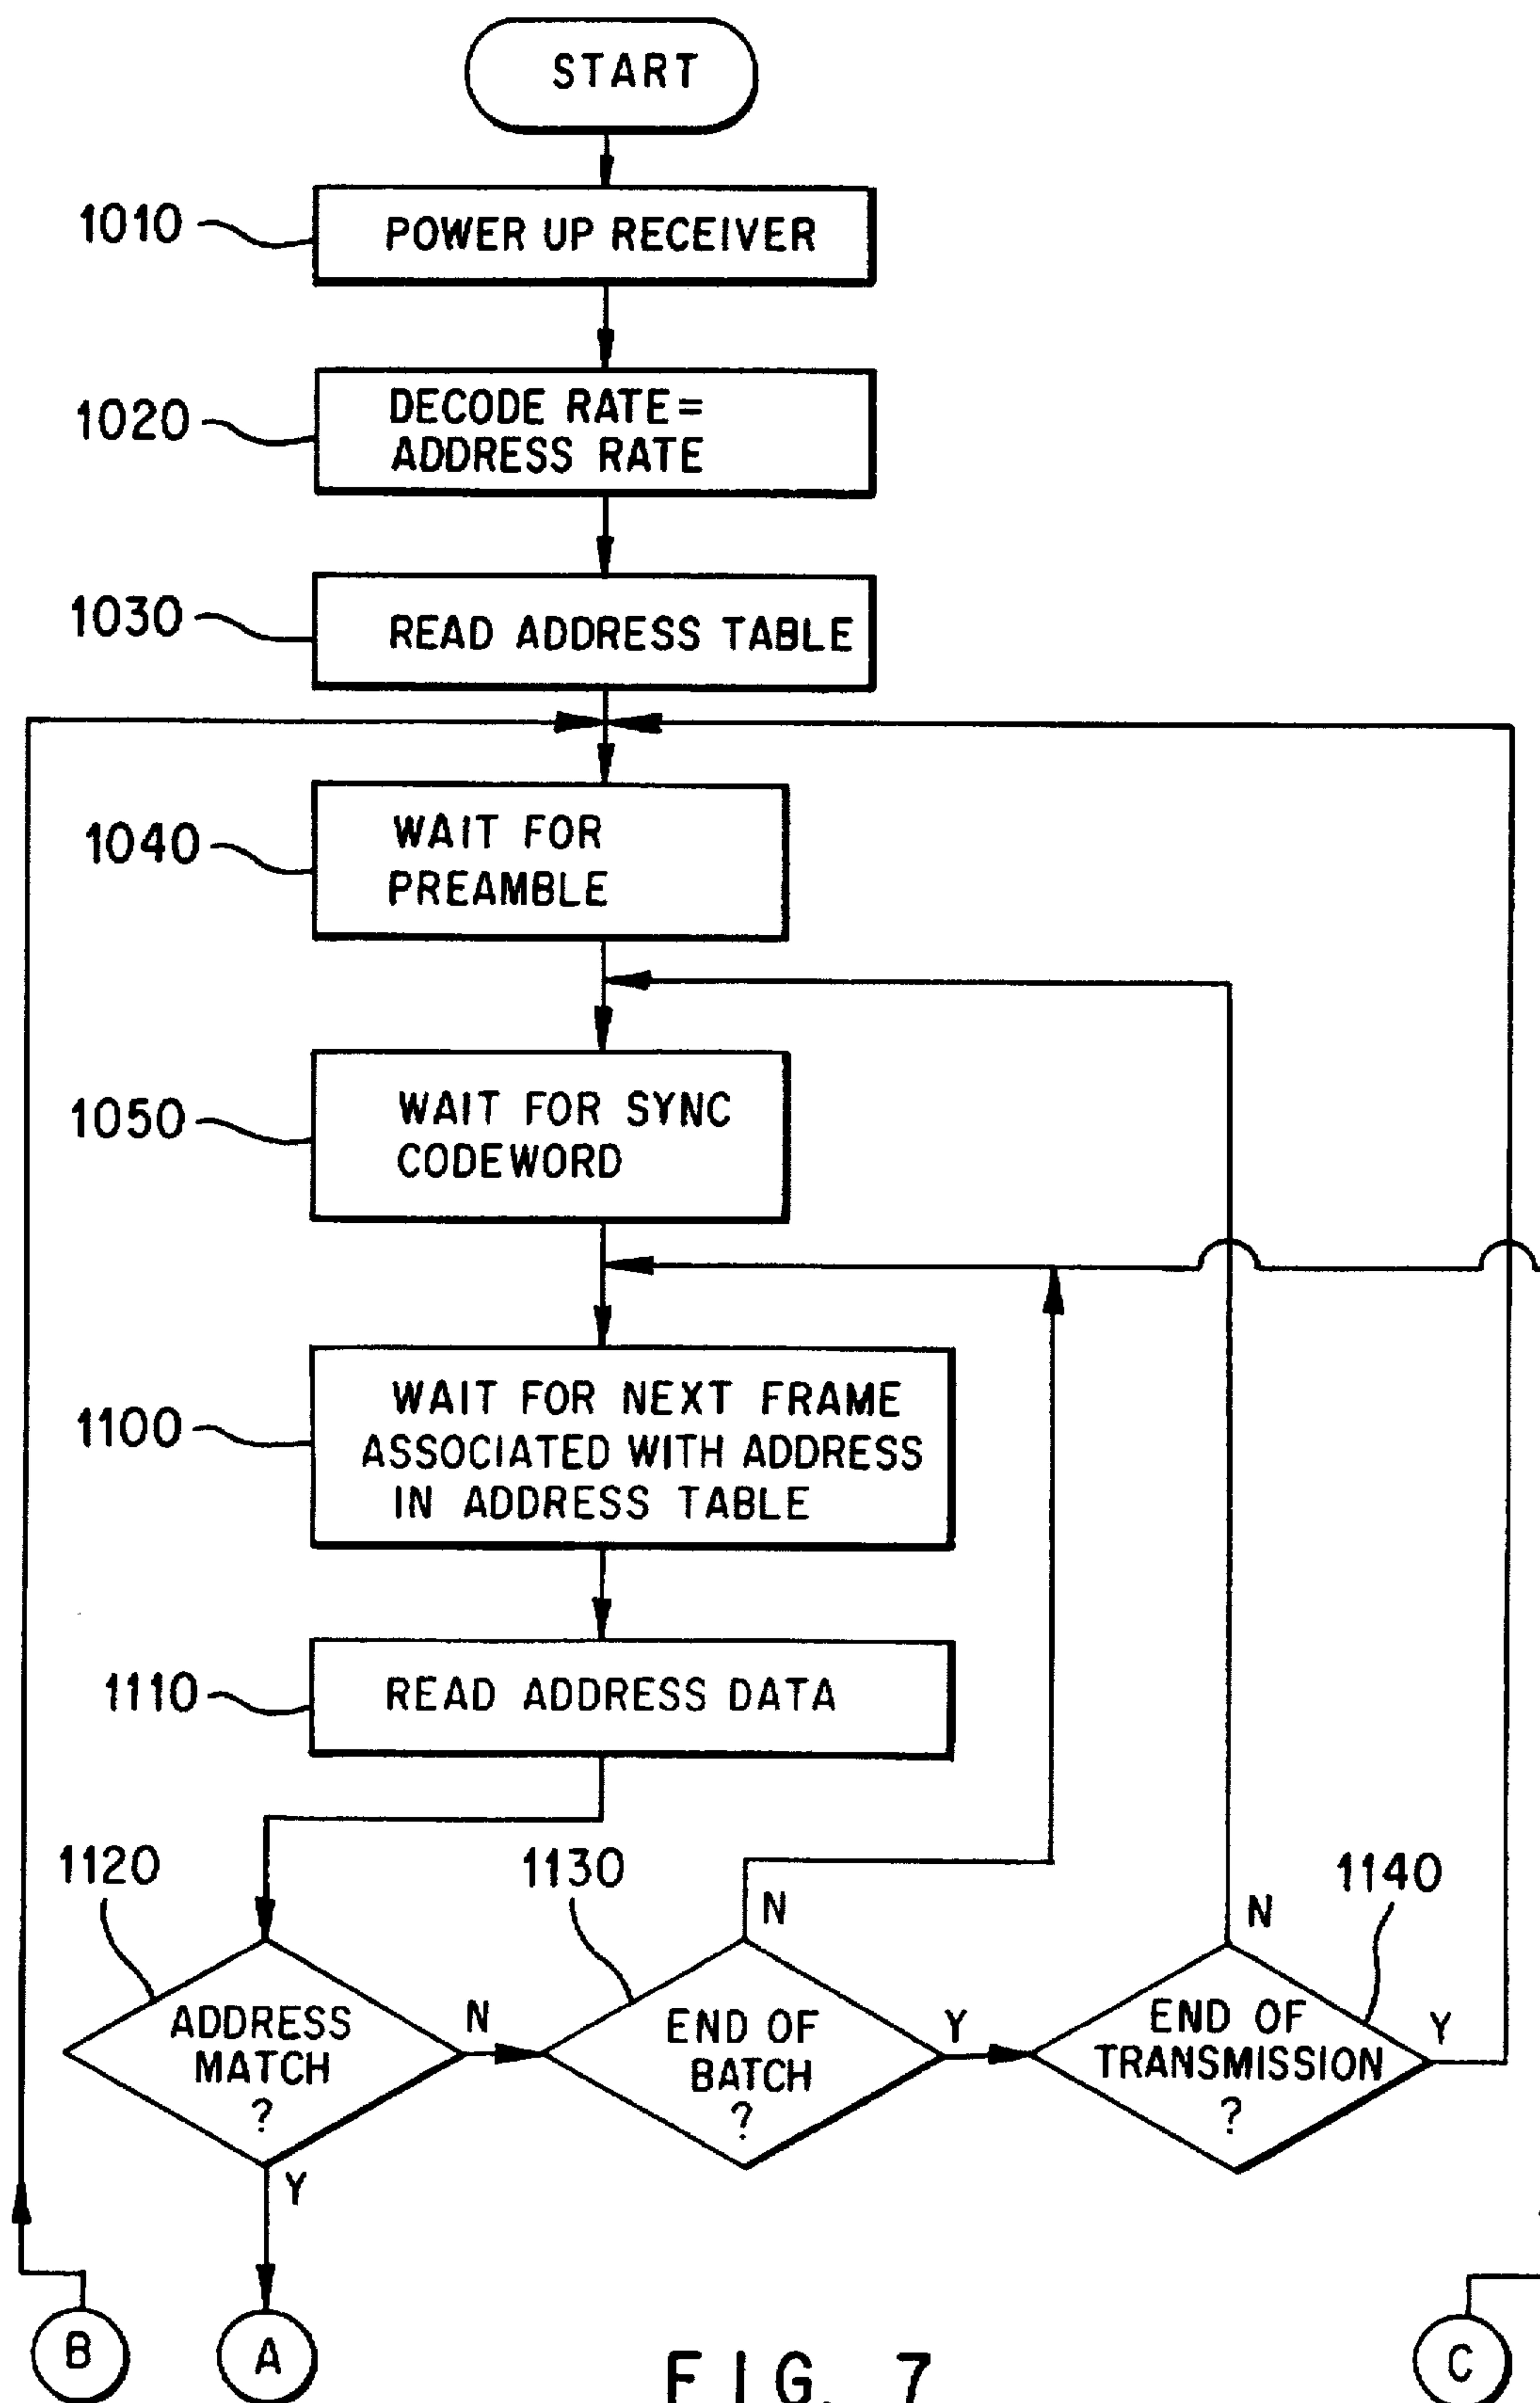 START
1010
POWER UP RECEIVER
1020
DECODE RATE=
ADDRESS RATE
1030
READ ADDRESS TABLE
1040
WAIT FOR
PREAMBLE
1050
WAIT FOR SYNC
CODEWORD
1100
WAIT FOR NEXT FRAME
ASSOCIATED WITH ADDRESS
IN ADDRESS TABLE
1110
READ ADDRESS DATA
1120
1130
1140
N
N
ADDRESS
MATCH
?
N
END OF
BATCH
?
Y
END OF
TRANSMISSION
?
Y
Y
B
A
C
FIG. 7